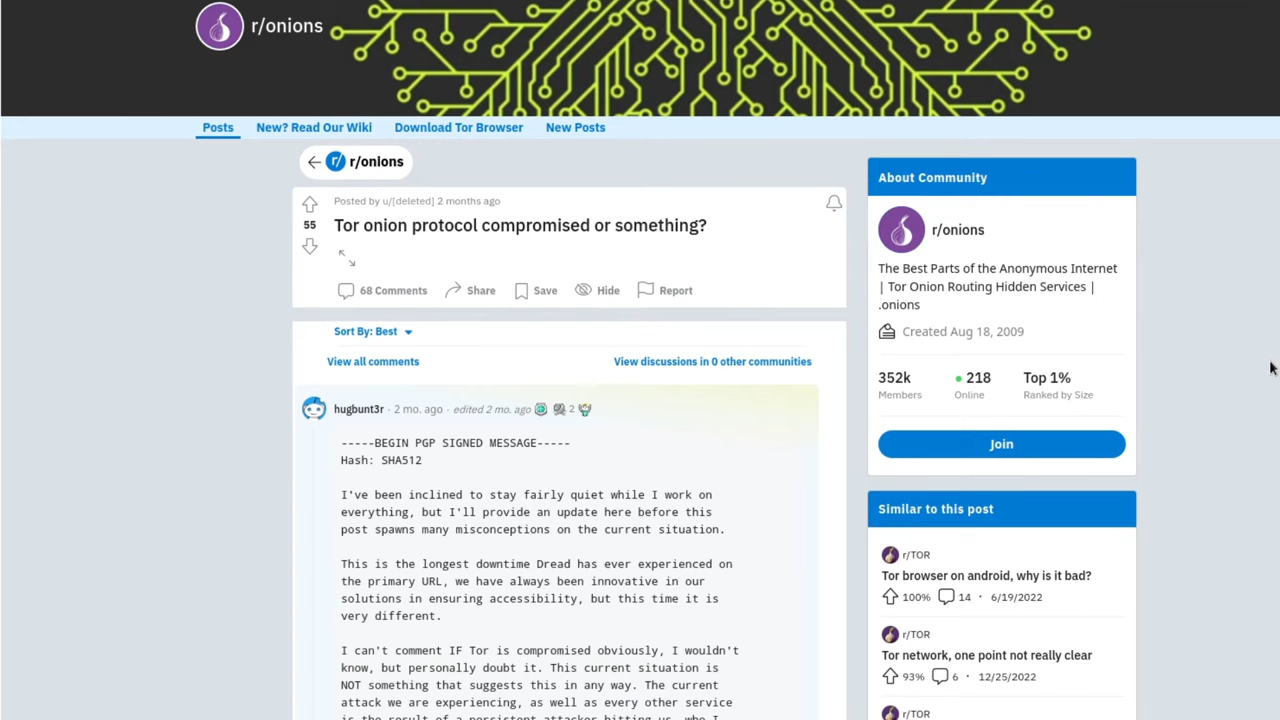 r/onions
Posts
New? Read Our Wiki
Download Tor Browser
New Posts
r/ r/onions
Posted by u/[deleted] 2 months ago
55
Tor onion protocol compromised or something?
68 Comments
Share
Save
Hide
Report
Sort By: Best
View all comments
View discussions in 0 other communities
hugbunt3r · 2 mo. ago · edited 2 mo. ago 2
-----BEGIN PGP SIGNED MESSAGE-----
Hash: SHA512
I've been inclined to stay fairly quiet while I work on
everything, but I'll provide an update here before this
post spawns many misconceptions on the current situation.
This is the longest downtime Dread has ever experienced on
the primary URL, we have always been innovative in our
solutions in ensuring accessibility, but this time it is
very different.
I can't comment IF Tor is compromised obviously, I wouldn't
know, but personally doubt it. This current situation is
NOT something that suggests this in any way. The current
attack we are experiencing, as well as every other service
is the result of a persistent attacker hitting us, who I
About Community
r/onions
The Best Parts of the Anonymous Internet
| Tor Onion Routing Hidden Services |
.onions
Created Aug 18, 2009
352k
Members
218
Online
Top 1%
Ranked by Size
Join
Similar to this post
r/TOR
Tor browser on android, why is it bad?
100% 14 · 6/19/2022
r/TOR
Tor network, one point not really clear
93% 6 · 12/25/2022
r/TOR